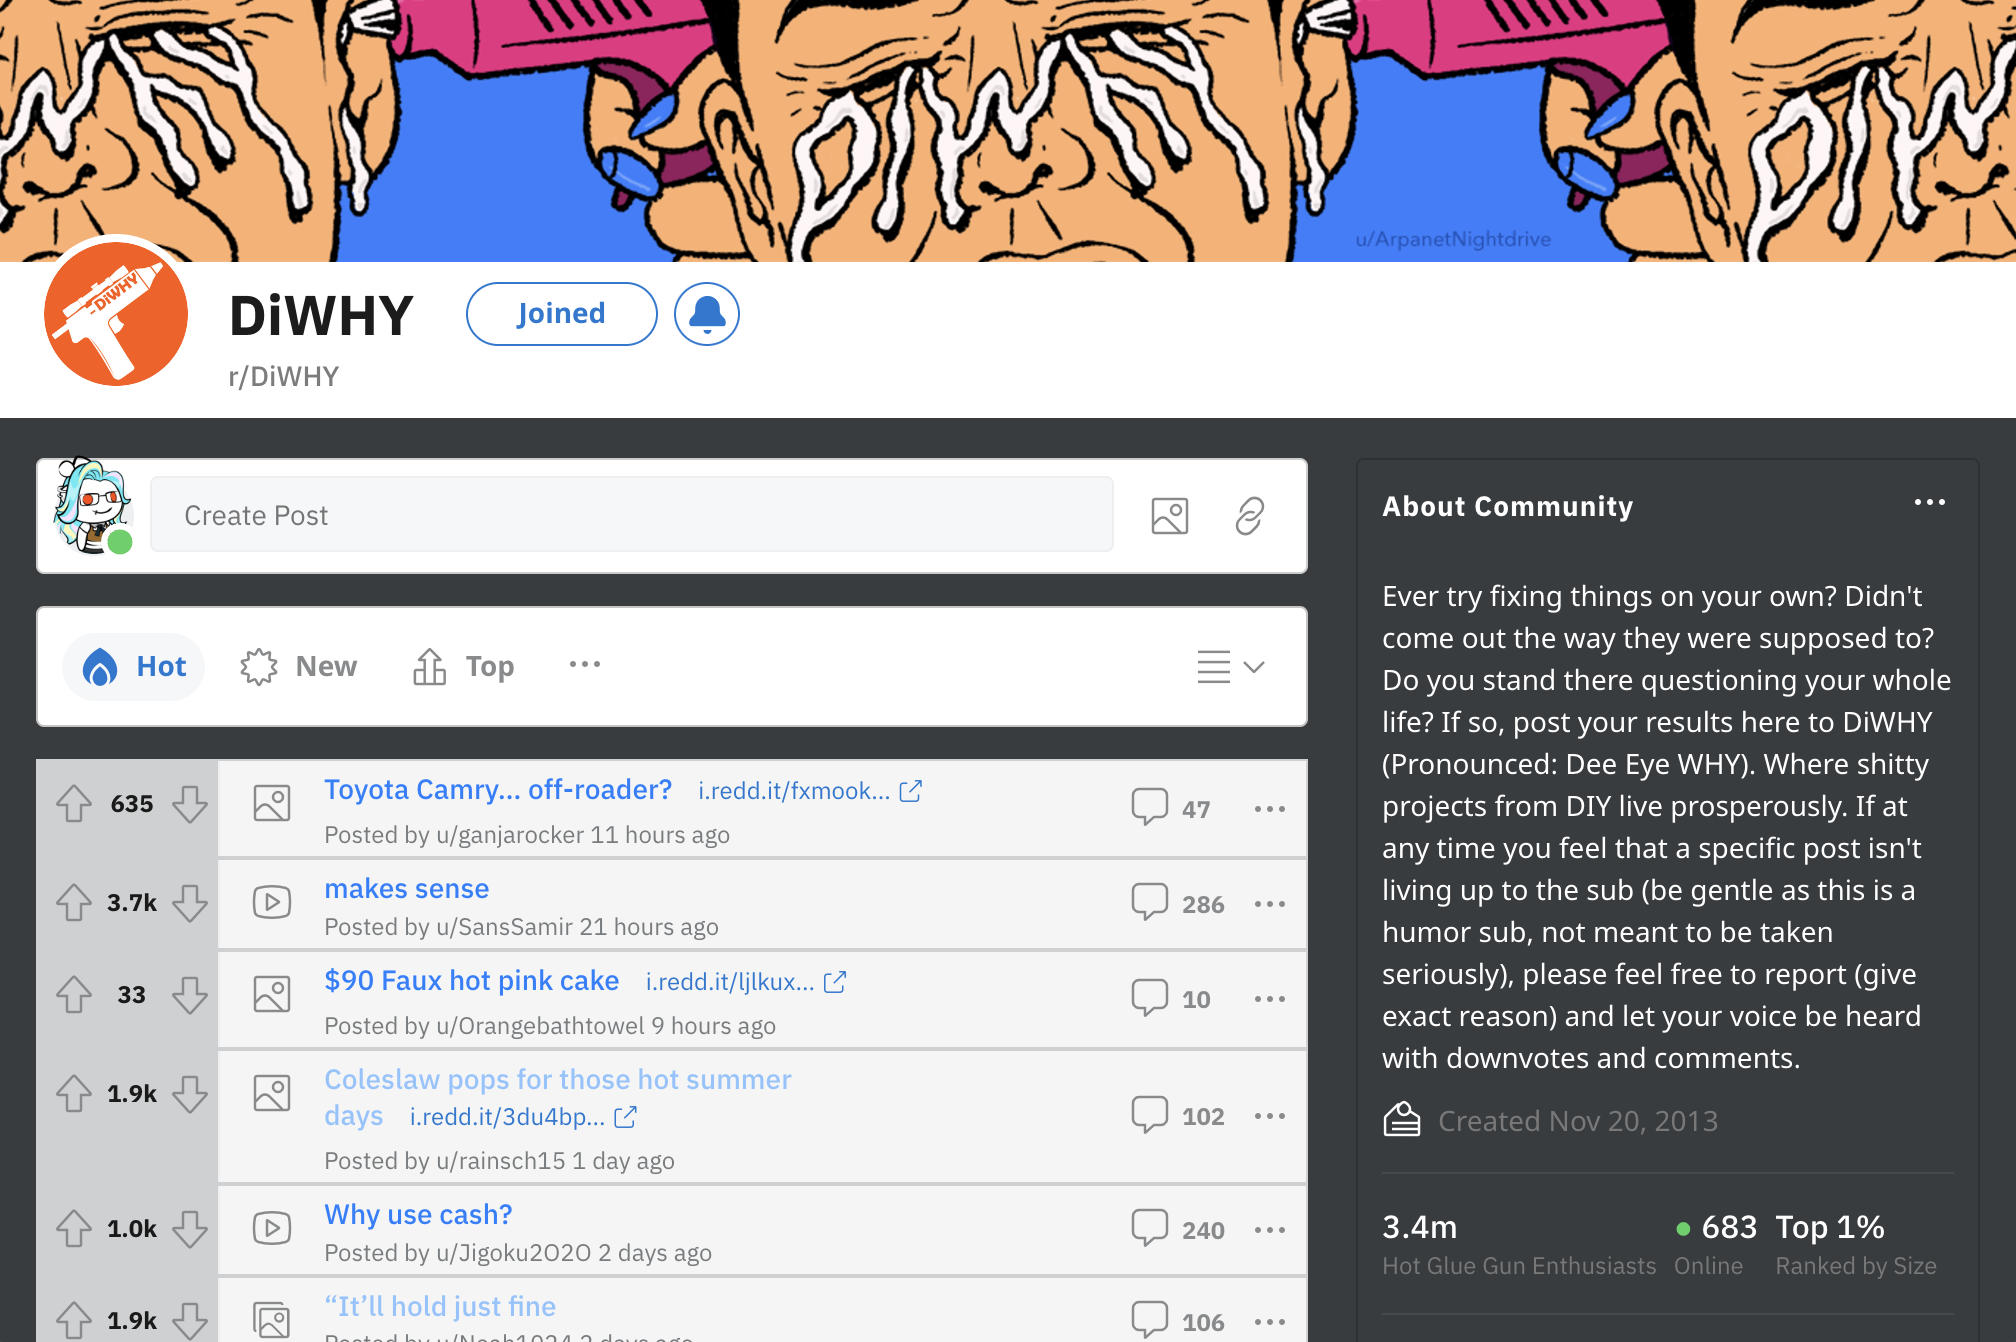 DiWHY
DiWHY
DiW
u/ArpanetNightdrive
DiWHY
DiWHY
Joined
r/DiWHY
Create Post
Hot
New
Top
635
Toyota Camry... off-roader? i.redd.it/fxmook...
47
Posted by u/ganjarocker 11 hours ago
3.7k
makes sense
286
Posted by u/SansSamir 21 hours ago
33
$90 Faux hot pink cake i.redd.it/ljlkux...
10
Posted by u/Orangebathtowel 9 hours ago
1.9k
Coleslaw pops for those hot summer
days i.redd.it/3du4bp...
102
Posted by u/rainsch15 1 day ago
1.0k
Why use cash?
240
Posted by u/Jigoku2020 2 days ago
1.9k
“It’ll hold just fine
106
Posted by u/Noah1024 2 days ago
About Community
Ever try fixing things on your own? Didn't
come out the way they were supposed to?
Do you stand there questioning your whole
life? If so, post your results here to DiWHY
(Pronounced: Dee Eye WHY). Where shitty
projects from DIY live prosperously. If at
any time you feel that a specific post isn't
living up to the sub (be gentle as this is a
humor sub, not meant to be taken
seriously), please feel free to report (give
exact reason) and let your voice be heard
with downvotes and comments.
Created Nov 20, 2013
3.4m
683
Top 1%
Hot Glue Gun Enthusiasts
Online
Ranked by Size